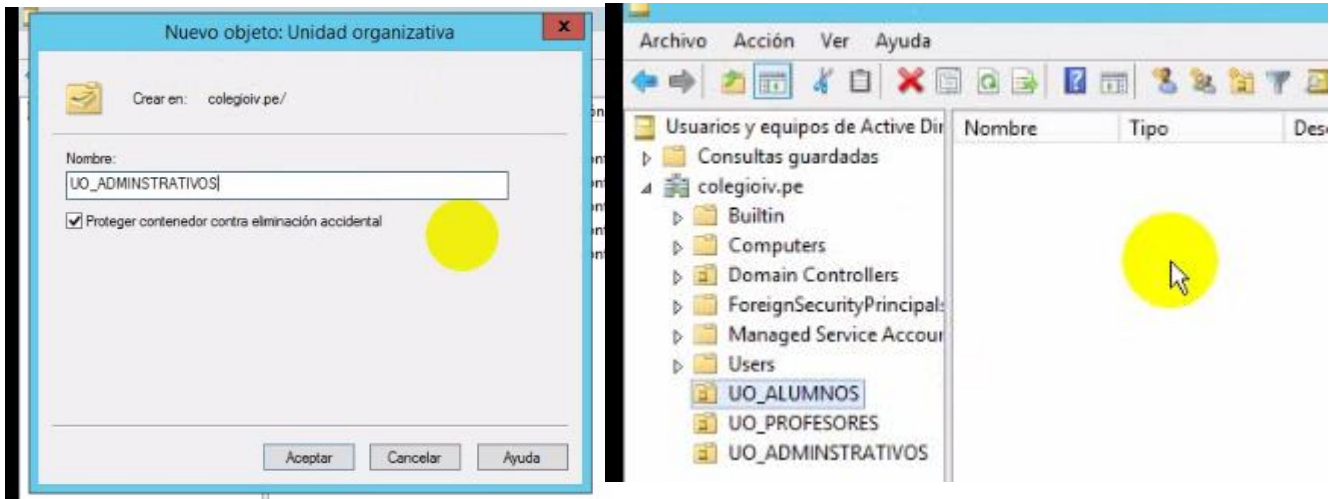 Nuevo objeto: Unidad organizativa
x
Crear en: colegioiv.pe/
Nombre:
UO_ADMINSTRATIVOS
Proteger contenedor contra eliminación accidental
Aceptar Cancelar Ayuda
Archivo Acción Ver Ayuda
Usuarios y equipos de Active Dir
Nombre Tipo Desc
Consultas guardadas
colegioiv.pe
Builtin
Computers
Domain Controllers
ForeignSecurityPrincipals
Managed Service Accour
Users
UO_ALUMNOS
UO_PROFESORES
UO_ADMINSTRATIVOS